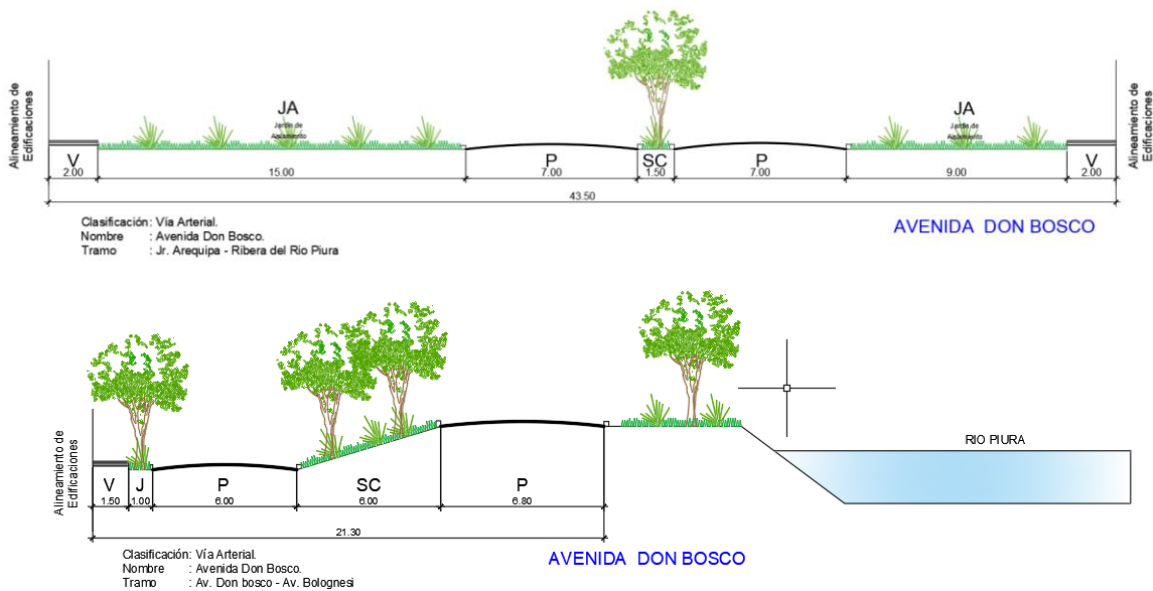 Alineamiento de
Edificaciones
JA
Jardín de
Aislamiento
JA
Jardín de
Aislamiento
Alineamiento de
Edificaciones
V
P
SC
P
V
2.00
15.00
7.00
1.50
7.00
9.00
2.00
43.50
Clasificación: Vía Arterial.
Nombre : Avenida Don Bosco.
Tramo : Jr. Arequipa - Ribera del Rio Piura
AVENIDA DON BOSCO
Alineamiento de
Edificaciones
RIO PIURA
V
J
P
SC
P
1.50
1.00
6.00
6.00
6.80
21.30
Clasificación: Vía Arterial.
Nombre : Avenida Don Bosco.
Tramo : Av. Don bosco - Av. Bolognesi
AVENIDA DON BOSCO